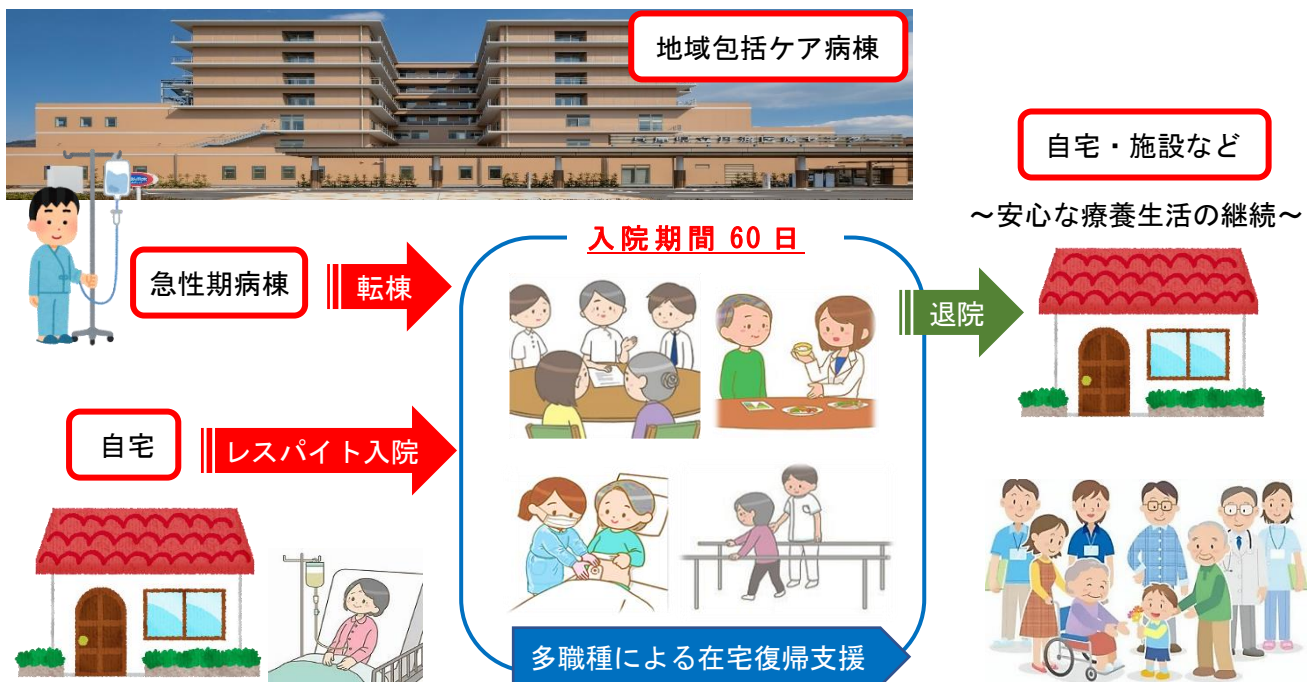 地域包括ケア病棟
自宅・施設など
～安心な療養生活の継続～
入院期間 60 日
急性期病棟
転棟
退院
自宅
レスパイト入院
多職種による在宅復帰支援